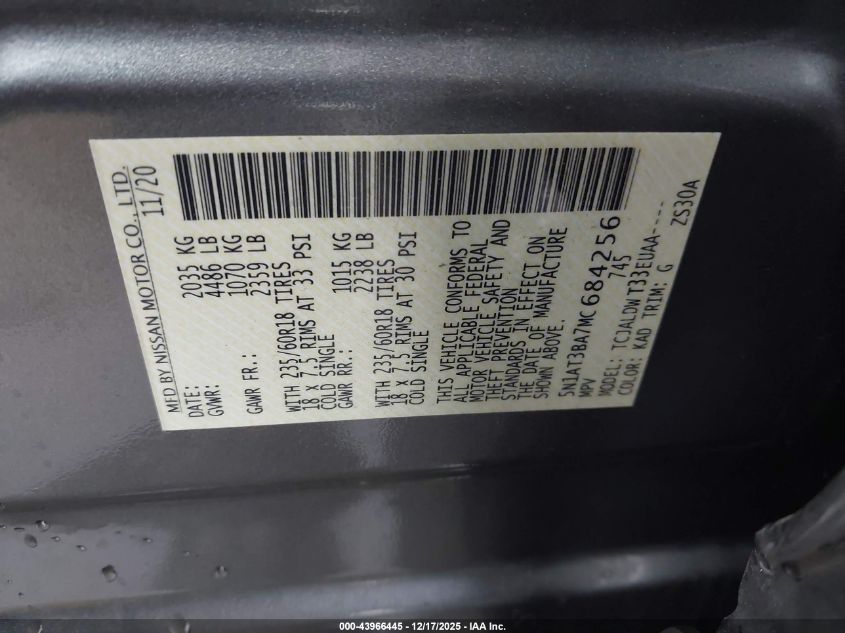 MFD BY NISSAN MOTOR CO., LTD.
DATE: 11/20
GVWR: 2035 KG
4486 LB
GAWR FR.: 1070 KG
2359 LB
WITH 235/60R18 TIRES
18 x 7.5 RIMS AT 33 PSI
COLD SINGLE
GAWR RR.: 1015 KG
2238 LB
WITH 235/60R18 TIRES
18 x 7.5 RIMS AT 30 PSI
COLD SINGLE
THIS VEHICLE CONFORMS TO
ALL APPLICABLE FEDERAL
MOTOR VEHICLE SAFETY AND
THEFT PREVENTION
STANDARDS IN EFFECT ON
THE DATE OF MANUFACTURE
SHOWN ABOVE.
5N1AT3BA7MC684256
MPV 745
MODEL: TCJALDW T33EUAA----
COLOR: KAD TRIM: G ZS30A
000-43966445 - 12/17/2025 - IAA Inc.